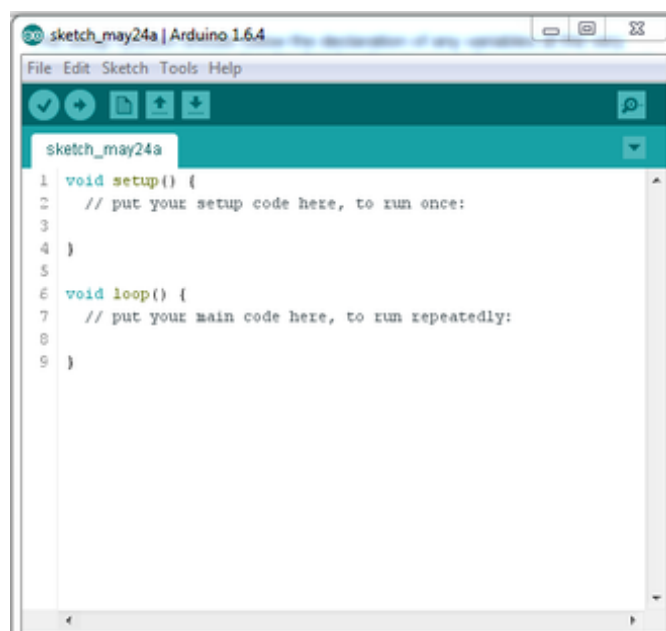 sketch_may24a | Arduino 1.6.4
File Edit Sketch Tools Help
sketch_may24a
1 void setup() {
2 // put your setup code here, to run once:
3
4 }
5
6 void loop() {
7 // put your main code here, to run repeatedly:
8
9 }